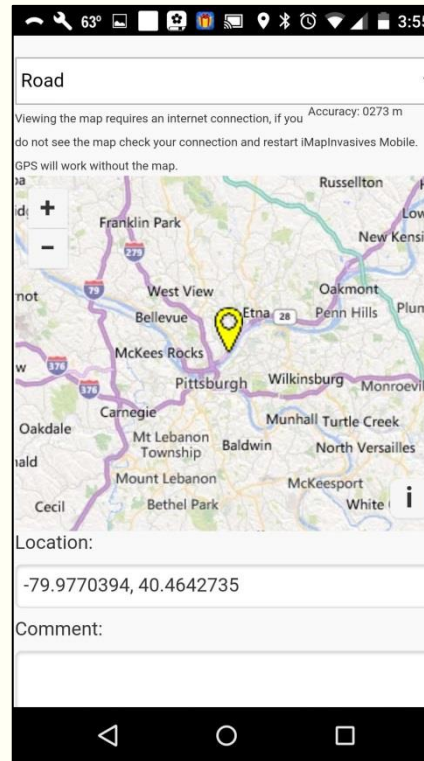 63° 3:55
Road
Viewing the map requires an internet connection, if you Accuracy: 0273 m
do not see the map check your connection and restart iMapInvasives Mobile.
GPS will work without the map.
+
−
Russellton
Franklin Park
New Kensi
279
79
West View
Oakmont
Bellevue
Etna 28 Penn Hills Plum
McKees Rocks
376
376
Pittsburgh Wilkinsburg Monroevil
Carnegie
Oakdale
Mt Lebanon
Township
Baldwin
Munhall Turtle Creek
North Versailles
Mount Lebanon
McKeesport
Cecil
Bethel Park
White
i
Location:
-79.9770394, 40.4642735
Comment: